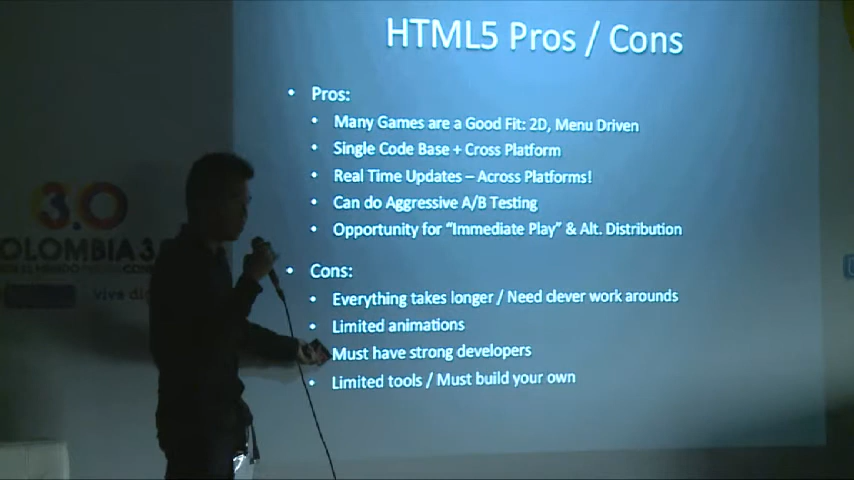 HTML5 Pros / Cons
• Pros:
• Many Games are a Good Fit: 2D, Menu Driven
• Single Code Base + Cross Platform
• Real Time Updates – Across Platforms!
• Can do Aggressive A/B Testing
• Opportunity for “Immediate Play” & Alt. Distribution
• Cons:
• Everything takes longer / Need clever work arounds
• Limited animations
• Must have strong developers
• Limited tools / Must build your own
3.0
OLOMBIA3.
vive di